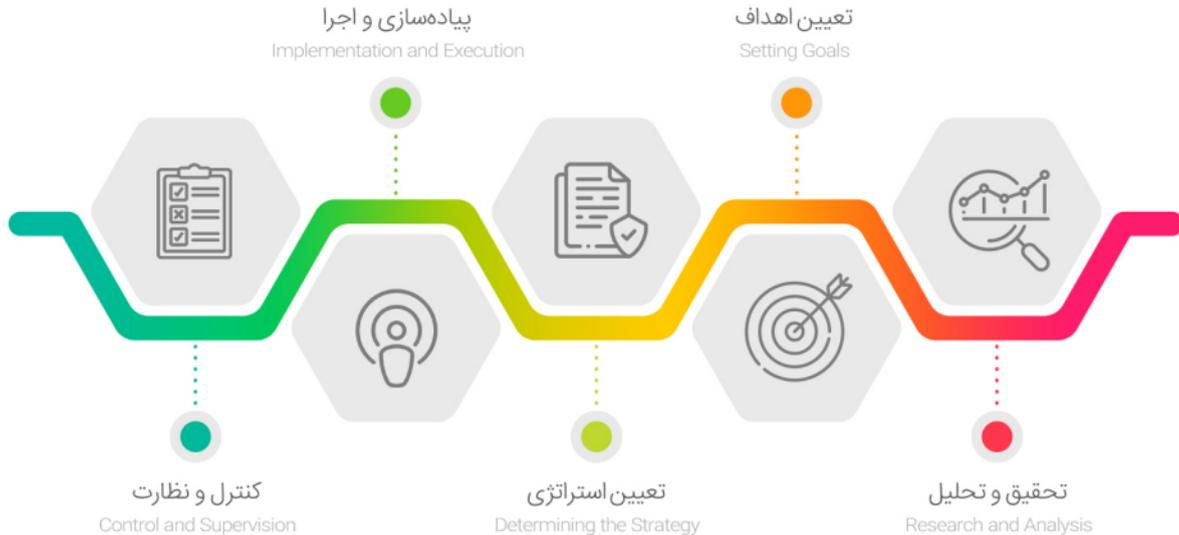 تعیین اهداف
Setting Goals
پیاده‌سازی و اجرا
Implementation and Execution
تحقیق و تحلیل
Research and Analysis
تعیین استراتژی
Determining the Strategy
کنترل و نظارت
Control and Supervision